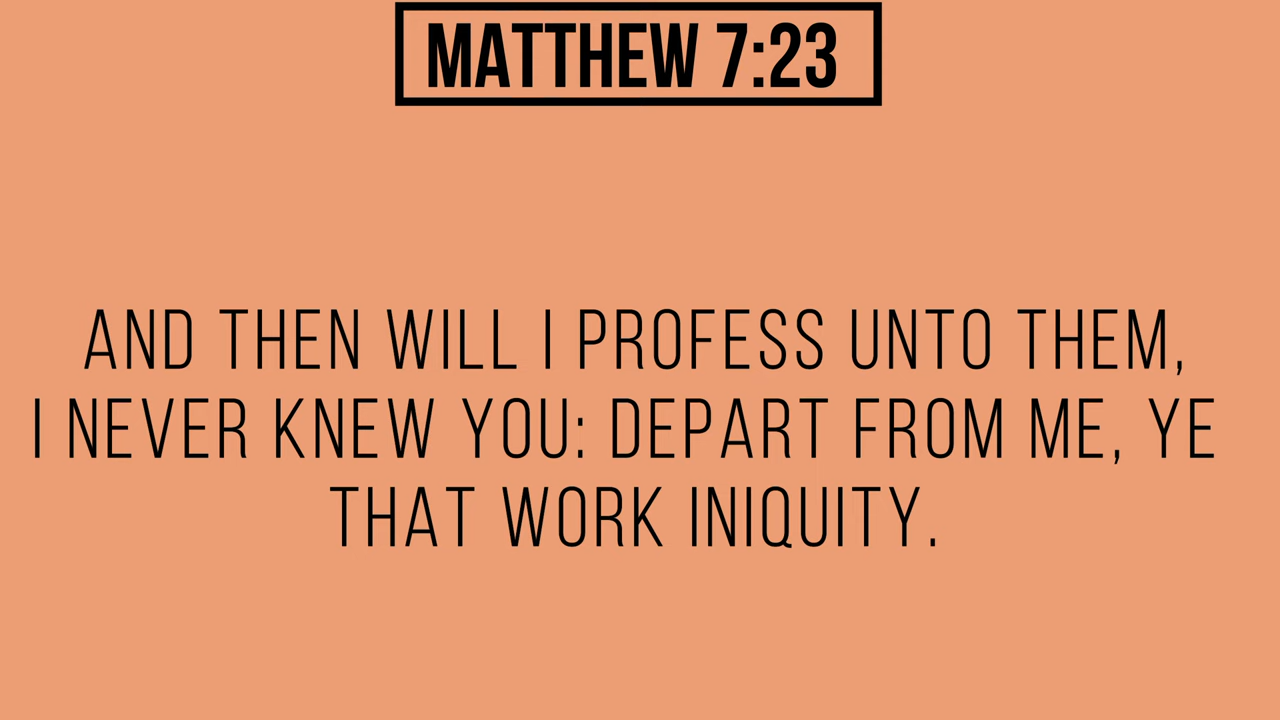 MATTHEW 7:23
AND THEN WILL I PROFESS UNTO THEM,
I NEVER KNEW YOU: DEPART FROM ME, YE
THAT WORK INIQUITY.